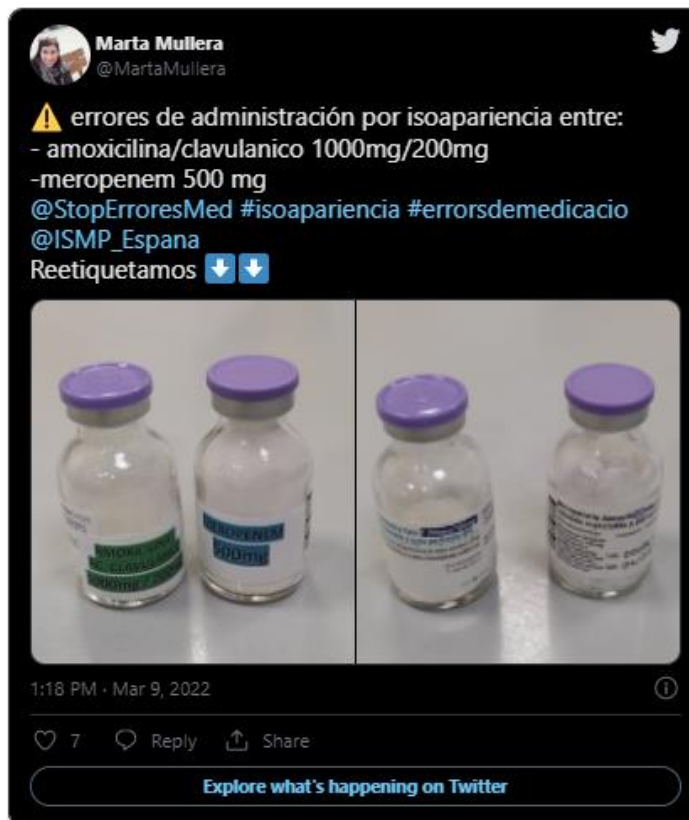 Marta Mullera
@MartaMullera
⚠️ errores de administración por isoapariencia entre:
- amoxicilina/clavulanico 1000mg/200mg
-meropenem 500 mg
@StopErroresMed #isoapariencia #errorsdemedicacio
@ISMP_Espana
Reetiquetamos ⬇️⬇️
MEROPENEM
500mg
1:18 PM · Mar 9, 2022
7 Reply Share
Explore what's happening on Twitter